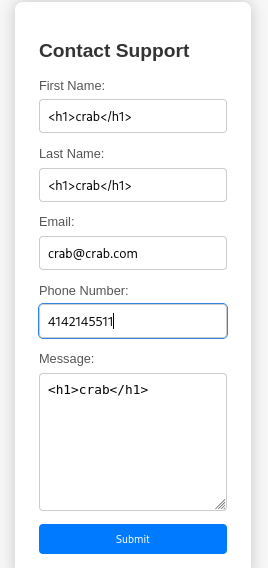 Contact Support
First Name:
<h1>crab</h1>
Last Name:
<h1>crab</h1>
Email:
crab@crab.com
Phone Number:
4142145511
Message:
<h1>crab</h1>
Submit